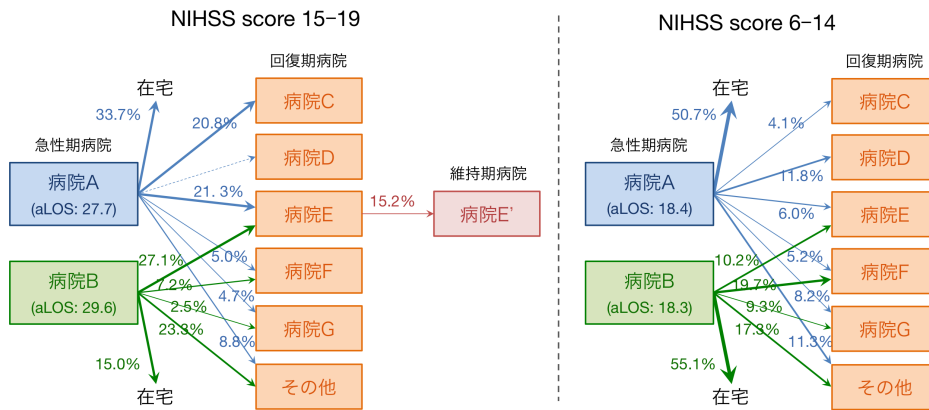 NIHSS score 15–19
回復期病院
在宅
33.7%
20.8%
病院C
急性期病院
病院D
病院A
(aLOS: 27.7)
21.3%
病院E
15.2%
維持期病院
病院E'
27.1%
5.0%
病院F
病院B
(aLOS: 29.6)
7.2%
4.7%
2.5%
病院G
23.3%
8.8%
15.0%
その他
在宅
NIHSS score 6–14
回復期病院
在宅
50.7%
4.1%
病院C
急性期病院
病院D
11.8%
病院A
(aLOS: 18.4)
6.0%
病院E
10.2%
5.2%
病院F
病院B
(aLOS: 18.3)
19.7%
8.2%
9.3%
病院G
17.3%
11.3%
55.1%
その他
在宅